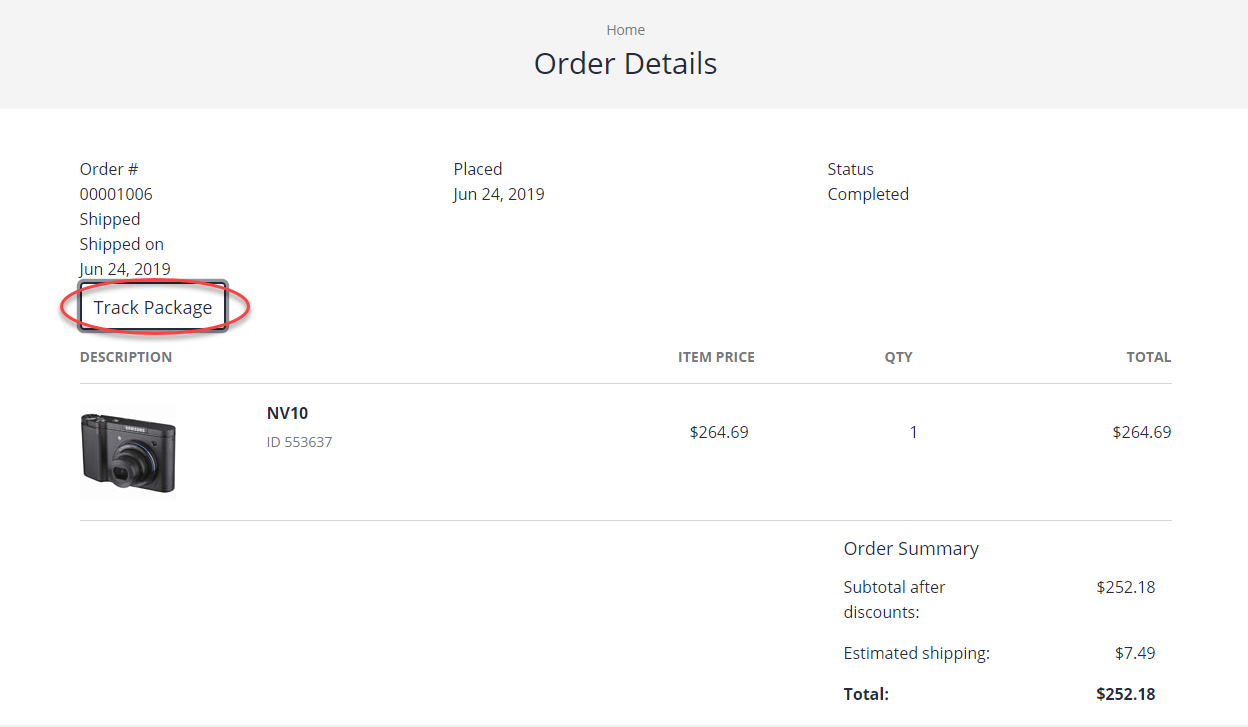 Home
Order Details
Order #
00001006
Shipped
Shipped on
Jun 24, 2019
Placed
Jun 24, 2019
Status
Completed
Track Package
DESCRIPTION ITEM PRICE QTY TOTAL
SAMSUNG
NV10
ID 553637
$264.69 1 $264.69
Order Summary
Subtotal after
discounts:
$252.18
Estimated shipping: $7.49
Total: $252.18